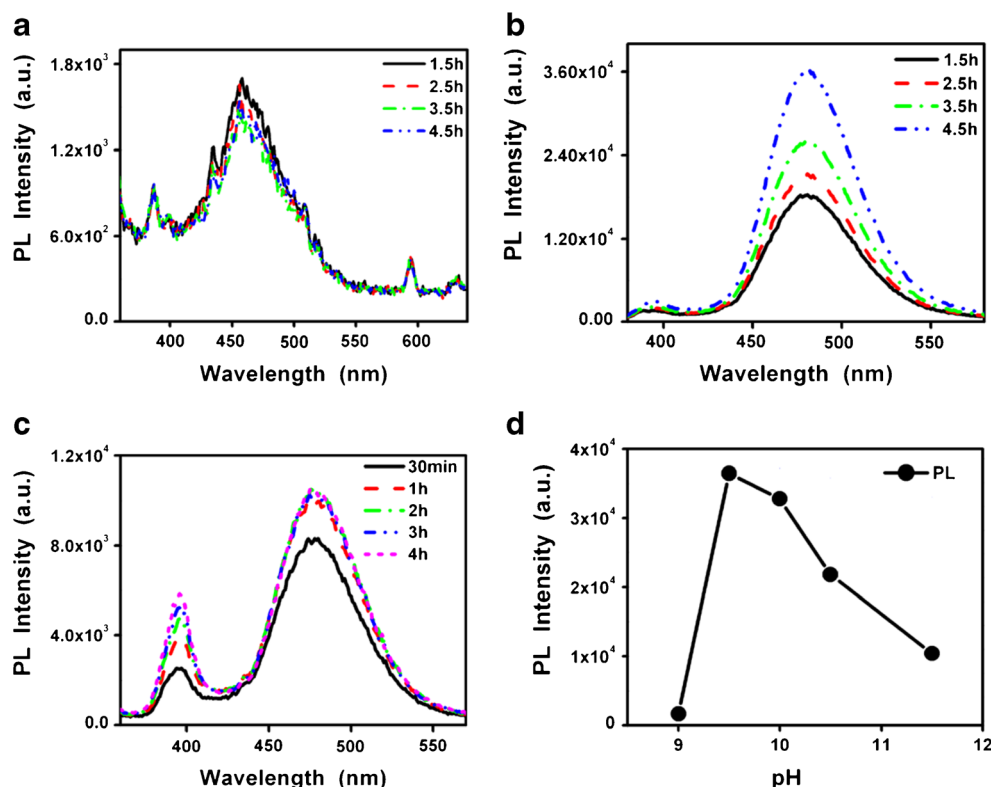 a
1.8x10³
1.2x10³
6.0x10²
0.0
PL Intensity (a.u.)
1.5h
2.5h
3.5h
4.5h
400 450 500 550 600
Wavelength (nm)
b
3.60x10⁴
2.40x10⁴
1.20x10⁴
0.00
PL Intensity (a.u.)
1.5h
2.5h
3.5h
4.5h
400 450 500 550
Wavelength (nm)
c
1.2x10⁴
8.0x10³
4.0x10³
0.0
PL Intensity (a.u.)
30min
1h
2h
3h
4h
400 450 500 550
Wavelength (nm)
d
4x10⁴
3x10⁴
2x10⁴
1x10⁴
0
PL Intensity (a.u.)
PL
9 10 11 12
pH